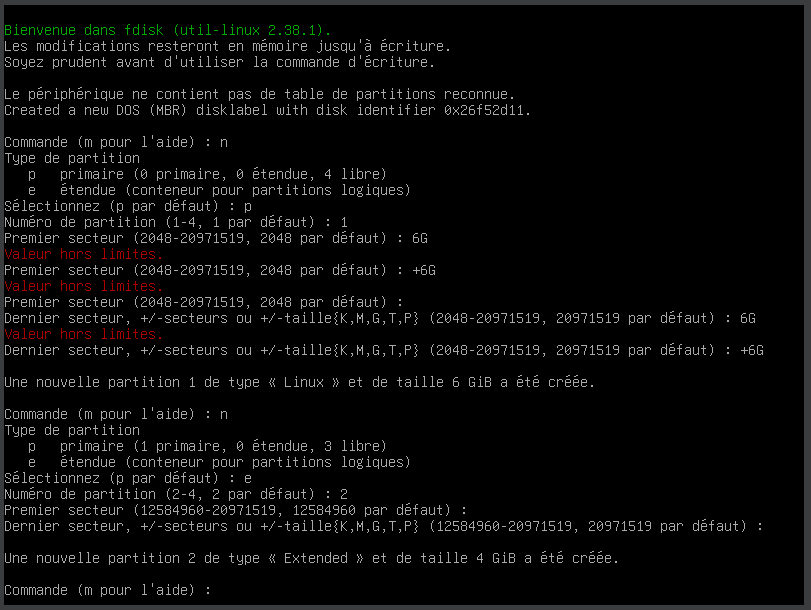 Bienvenue dans fdisk (util-linux 2.38.1).
Les modifications resteront en mémoire jusqu'à écriture.
Soyez prudent avant d'utiliser la commande d'écriture.

Le périphérique ne contient pas de table de partitions reconnue.
Created a new DOS (MBR) disklabel with disk identifier 0x26f52d11.

Commande (m pour l'aide) : n
Type de partition
   p   primaire (0 primaire, 0 étendue, 4 libre)
   e   étendue (conteneur pour partitions logiques)
Sélectionnez (p par défaut) : p
Numéro de partition (1-4, 1 par défaut) : 1
Premier secteur (2048-20971519, 2048 par défaut) : 6G
Valeur hors limites.
Premier secteur (2048-20971519, 2048 par défaut) : +6G
Valeur hors limites.
Premier secteur (2048-20971519, 2048 par défaut) :
Dernier secteur, +/-secteurs ou +/-taille{K,M,G,T,P} (2048-20971519, 20971519 par défaut) : 6G
Valeur hors limites.
Dernier secteur, +/-secteurs ou +/-taille{K,M,G,T,P} (2048-20971519, 20971519 par défaut) : +6G

Une nouvelle partition 1 de type « Linux » et de taille 6 GiB a été créée.

Commande (m pour l'aide) : n
Type de partition
   p   primaire (1 primaire, 0 étendue, 3 libre)
   e   étendue (conteneur pour partitions logiques)
Sélectionnez (p par défaut) : e
Numéro de partition (2-4, 2 par défaut) : 2
Premier secteur (12584960-20971519, 12584960 par défaut) :
Dernier secteur, +/-secteurs ou +/-taille{K,M,G,T,P} (12584960-20971519, 20971519 par défaut) :

Une nouvelle partition 2 de type « Extended » et de taille 4 GiB a été créée.

Commande (m pour l'aide) :